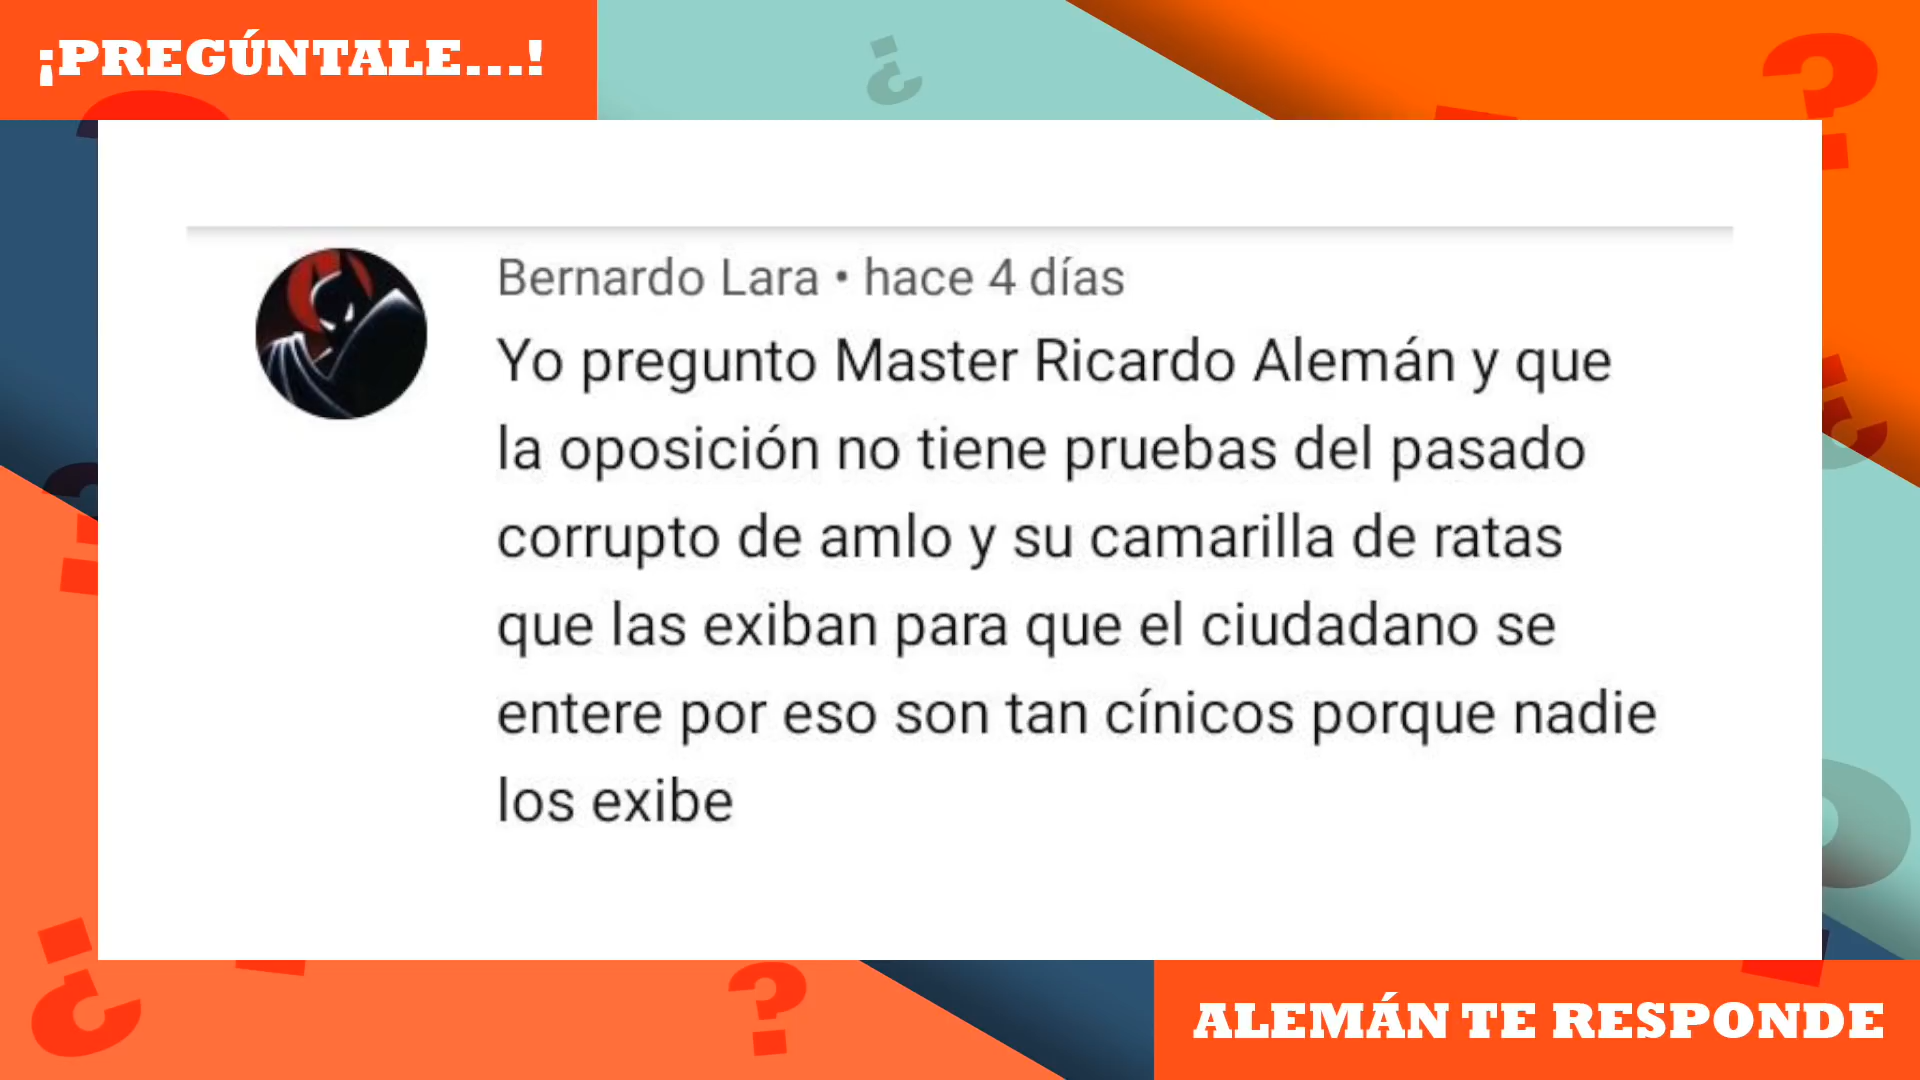 ¡PREGÚNTALE...!
Bernardo Lara • hace 4 días
Yo pregunto Master Ricardo Alemán y que
la oposición no tiene pruebas del pasado
corrupto de amlo y su camarilla de ratas
que las exiban para que el ciudadano se
entere por eso son tan cínicos porque nadie
los exibe
ALEMÁN TE RESPONDE